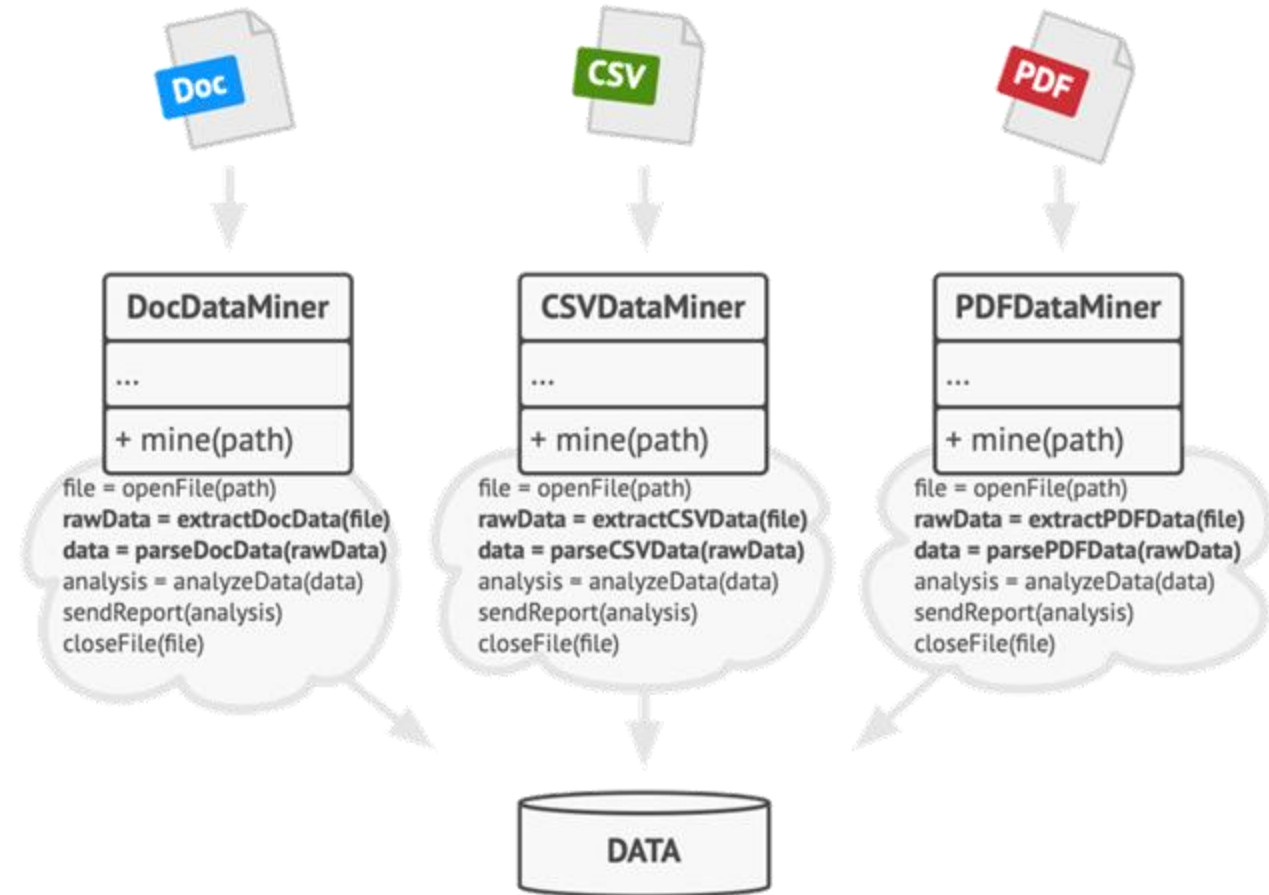 Doc
CSV
PDF
DocDataMiner
...
+ mine(path)
file = openFile(path)
rawData = extractDocData(file)
data = parseDocData(rawData)
analysis = analyzeData(data)
sendReport(analysis)
closeFile(file)
CSVDataMiner
...
+ mine(path)
file = openFile(path)
rawData = extractCSVData(file)
data = parseCSVData(rawData)
analysis = analyzeData(data)
sendReport(analysis)
closeFile(file)
PDFDataMiner
...
+ mine(path)
file = openFile(path)
rawData = extractPDFData(file)
data = parsePDFData(rawData)
analysis = analyzeData(data)
sendReport(analysis)
closeFile(file)
DATA